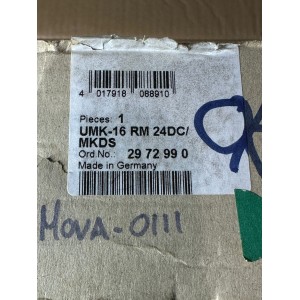 4 017918 088910
Pieces: 1
UMK-16 RM 24DC/
MKDS
Ord No.: 29 72 99 0
Made in Germany
MOVA-0111